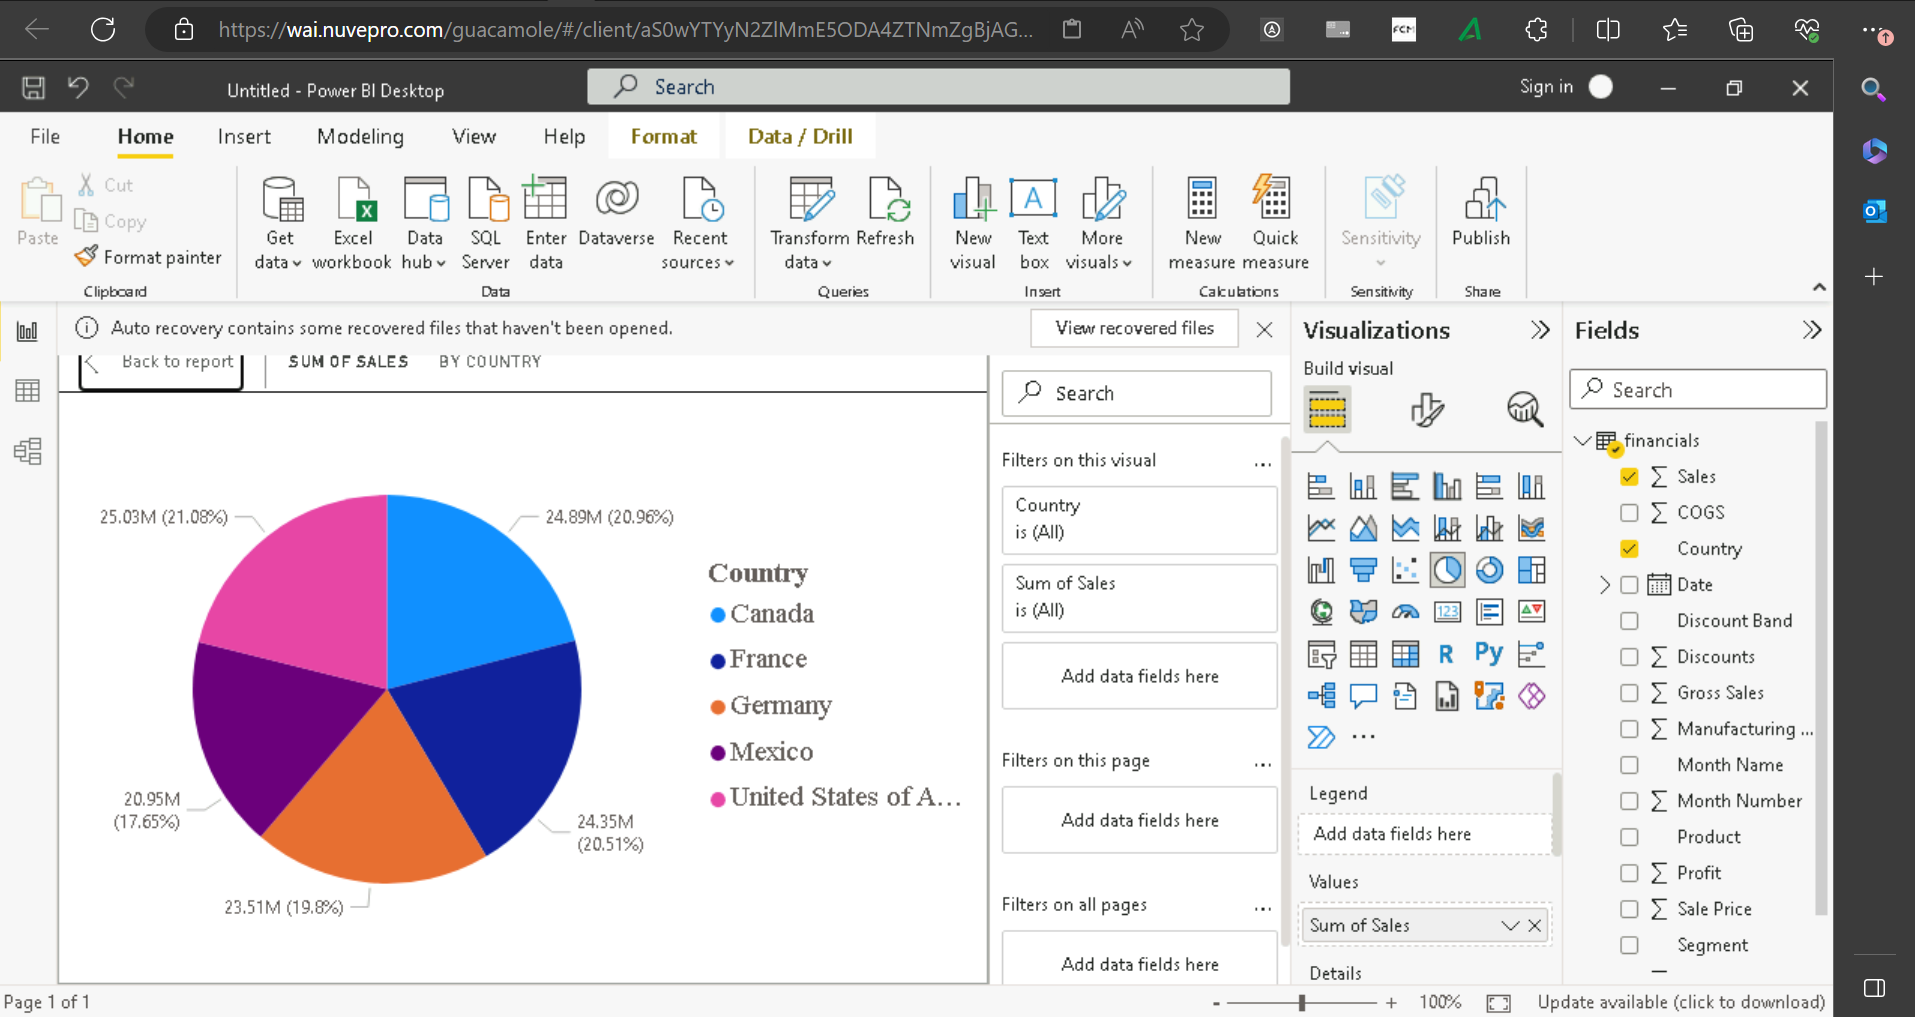 https://wai.nuvepro.com/guacamole/#/client/aS0wYTYyN2ZlMmE5ODA4ZTNmZgBjAG...
FCM
Untitled - Power BI Desktop
Search
Sign in
File Home Insert Modeling View Help Format Data / Drill
Paste
Cut
Copy
Format painter
Clipboard
Get data
Excel workbook
Data hub
SQL Server
Enter data
Dataverse
Recent sources
Data
Transform data
Refresh
Queries
New visual
Text box
More visuals
Insert
New measure
Quick measure
Calculations
Sensitivity
Sensitivity
Publish
Share
Auto recovery contains some recovered files that haven't been opened.
View recovered files
Back to report
SUM OF SALES
BY COUNTRY
25.03M (21.08%)
24.89M (20.96%)
20.95M
(17.65%)
24.35M
(20.51%)
23.51M (19.8%)
Country
Canada
France
Germany
Mexico
United States of A...
Search
Filters on this visual ...
Country
is (All)
Sum of Sales
is (All)
Add data fields here
Filters on this page ...
Add data fields here
Filters on all pages ...
Add data fields here
Visualizations
Build visual
123
R
Py
...
Legend
Add data fields here
Values
Sum of Sales
Details
Fields
Search
financials
Sales
COGS
Country
Date
Discount Band
Discounts
Gross Sales
Manufacturing ...
Month Name
Month Number
Product
Profit
Sale Price
Segment
Page 1 of 1
- + 100%
Update available (click to download)